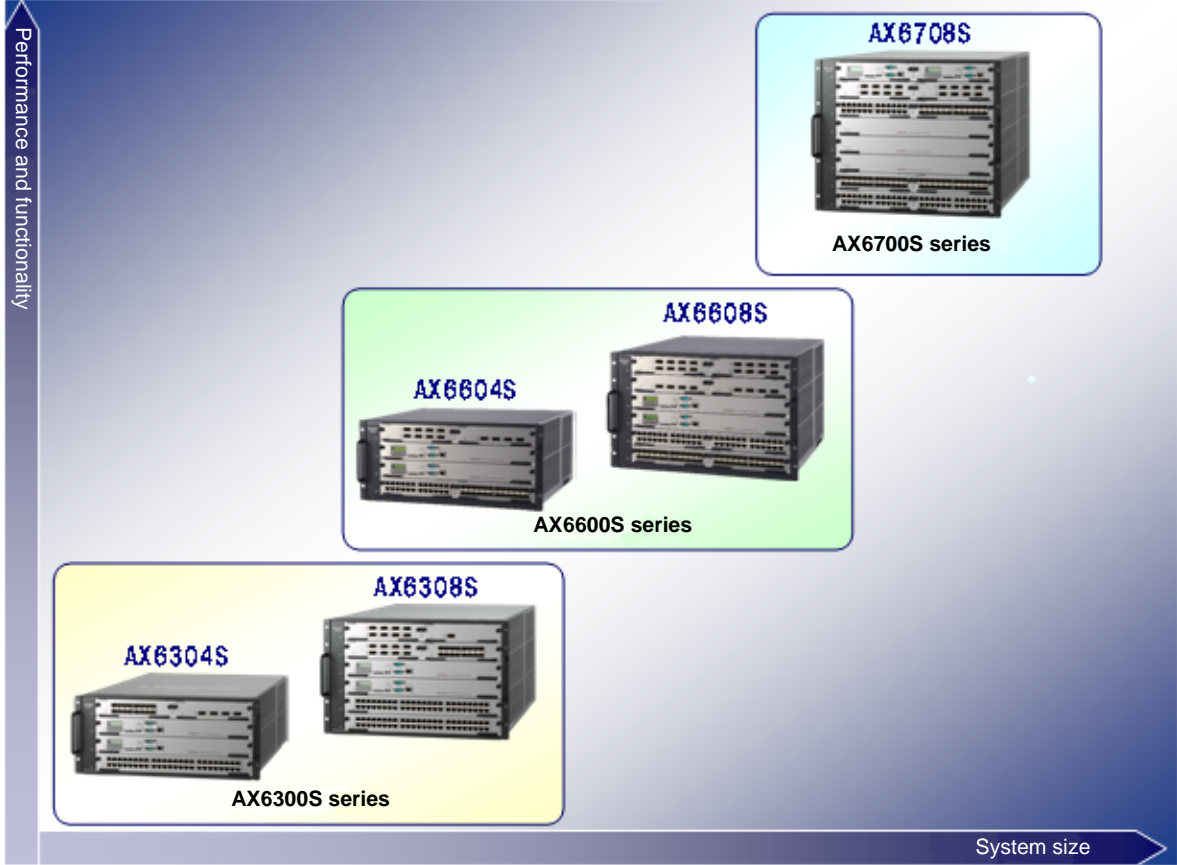 Performance and functionality
AX6708S
AX6700S series
AX6608S
AX6604S
AX6600S series
AX6308S
AX6304S
AX6300S series
System size